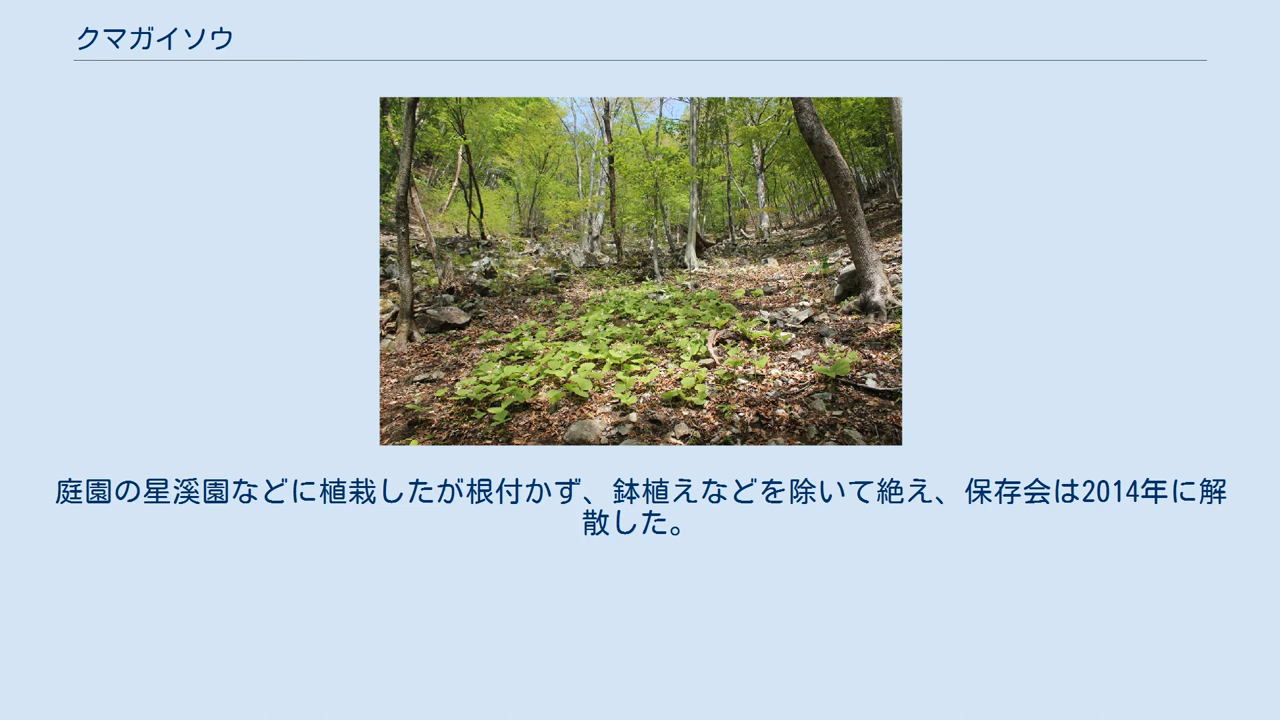 クマガイソウ
庭園の星溪園などに植栽したが根付かず、鉢植えなどを除いて絶え、保存会は2014年に解
散した。